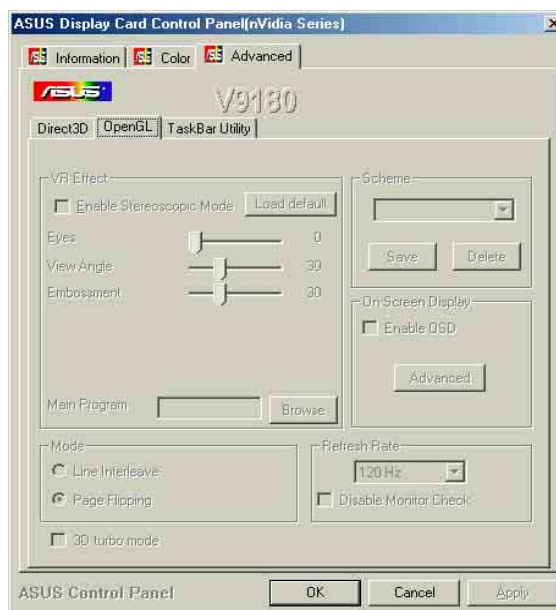 ASUS Display Card Control Panel(nVidia Series)
Information Color Advanced
ASUS V9180
Direct3D OpenGL TaskBar Utility
VR Effect
Enable Stereoscopic Mode Load default
Eyes 0
View Angle 30
Embossment 30
Main Program Browse
Scheme
Save Delete
On Screen Display
Enable OSD
Advanced
Mode
Line Interleave
Page Flipping
Refresh Rate
120 Hz
Disable Monitor Check
3D turbo mode
ASUS Control Panel OK Cancel Apply